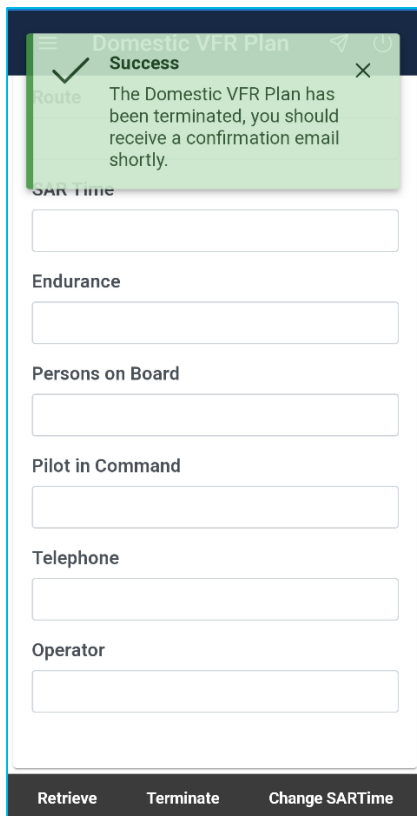 Domestic VFR Plan
Success
The Domestic VFR Plan has
been terminated, you should
receive a confirmation email
shortly.
Route
SAR Time
Endurance
Persons on Board
Pilot in Command
Telephone
Operator
Retrieve Terminate Change SARTime